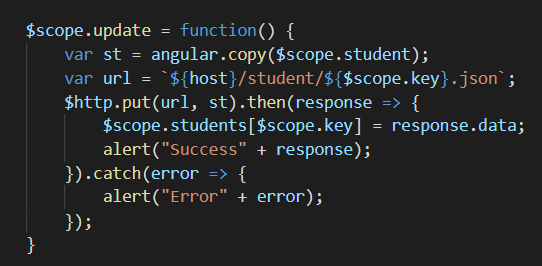 $scope.update = function() {
    var st = angular.copy($scope.student);
    var url = `${host}/student/${$scope.key}.json`;
    $http.put(url, st).then(response => {
        $scope.students[$scope.key] = response.data;
        alert("Success" + response);
    }).catch(error => {
        alert("Error" + error);
    });
}